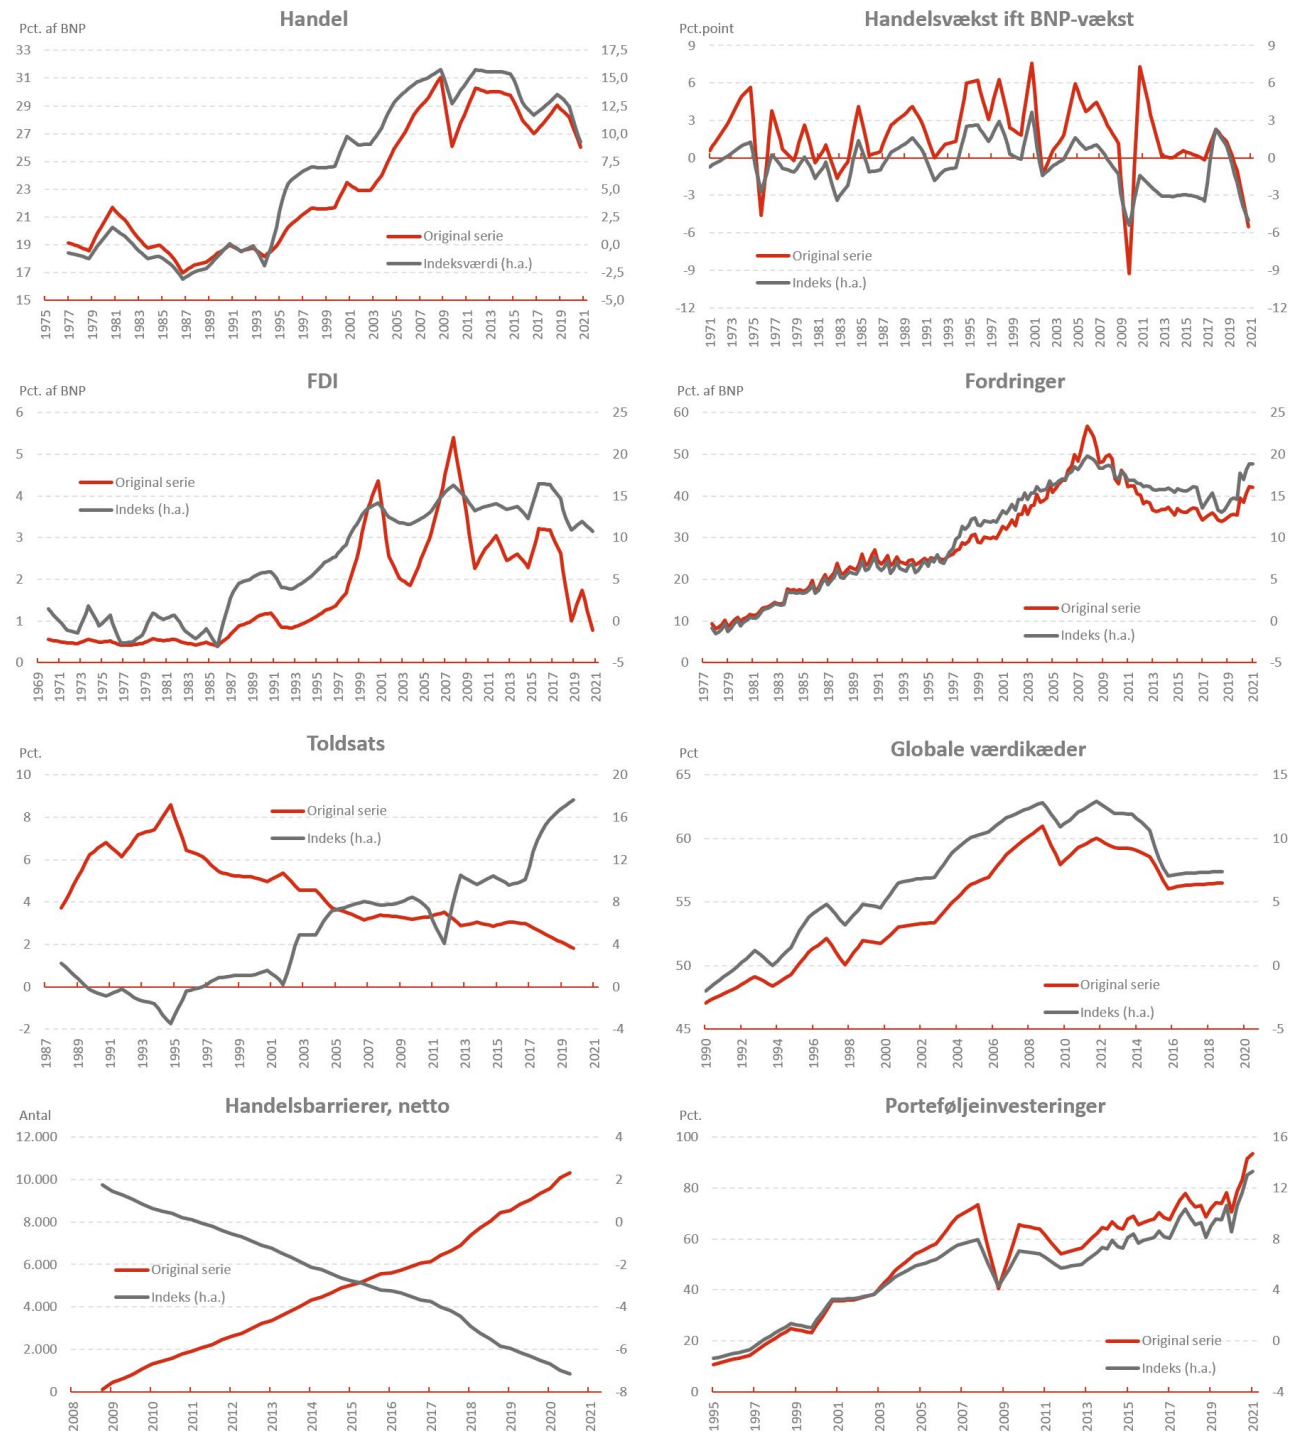 Handel
Pct. af BNP
33 17,5
31 15,0
29 12,5
27 10,0
25 7,5
23 5,0
21 2,5
19 0,0
17 -2,5
15 -5,0
Original serie
Indeksværdi (h.a.)
1975 1977 1979 1981 1983 1985 1987 1989 1991 1993 1995 1997 1999 2001 2003 2005 2007 2009 2011 2013 2015 2017 2019 2021
Handelsvækst ift BNP-vækst
Pct.point
9 9
6 6
3 3
0 0
-3 -3
-6 -6
-9 -9
-12 -12
Original serie
Indeks (h.a.)
1971 1973 1975 1977 1979 1981 1983 1985 1987 1989 1991 1993 1995 1997 1999 2001 2003 2005 2007 2009 2011 2013 2015 2017 2019 2021
FDI
Pct. af BNP
6 25
5 20
4 15
3 10
2 5
1 0
0 -5
Original serie
Indeks (h.a.)
1969 1971 1973 1975 1977 1979 1981 1983 1985 1987 1989 1991 1993 1995 1997 1999 2001 2003 2005 2007 2009 2011 2013 2015 2017 2019 2021
Fordringer
Pct. af BNP
60 25
50 20
40 15
30 10
20 5
10 0
0 -5
Original serie
Indeks (h.a.)
1977 1979 1981 1983 1985 1987 1989 1991 1993 1995 1997 1999 2001 2003 2005 2007 2009 2011 2013 2015 2017 2019 2021
Toldsats
Pct.
10 20
8 16
6 12
4 8
2 4
0 0
-2 -4
Original serie
Indeks (h.a.)
1987 1989 1991 1993 1995 1997 1999 2001 2003 2005 2007 2009 2011 2013 2015 2017 2019 2021
Globale værdikæder
Pct
65 15
60 10
55 5
50 0
45 -5
Original serie
Indeks (h.a.)
1990 1992 1994 1996 1998 2000 2002 2004 2006 2008 2010 2012 2014 2016 2018 2020
Handelsbarrierer, netto
Antal
12.000 4
10.000 2
8.000 0
6.000 -2
4.000 -4
2.000 -6
0 -8
Original serie
Indeks (h.a.)
2008 2009 2010 2011 2012 2013 2014 2015 2016 2017 2018 2019 2020 2021
Porteføljeinvesteringer
Pct.
100 16
80 12
60 8
40 4
20 0
0 -4
Original serie
Indeks (h.a.)
1995 1997 1999 2001 2003 2005 2007 2009 2011 2013 2015 2017 2019 2021